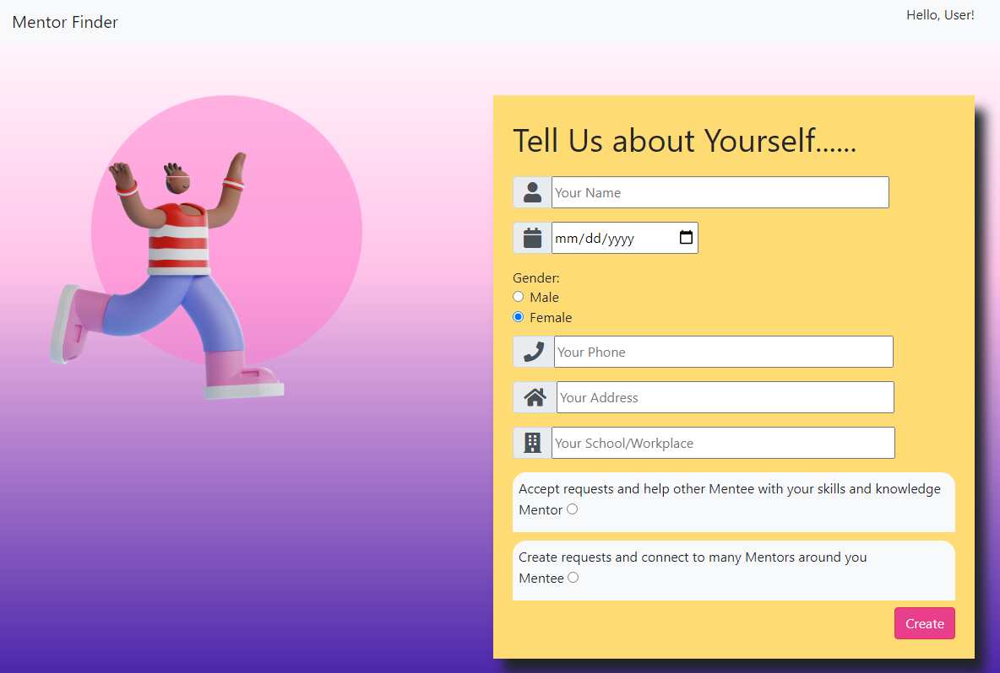 Mentor Finder
Hello, User!
Tell Us about Yourself......
Your Name
mm/dd/yyyy
Gender:
Male
Female
Your Phone
Your Address
Your School/Workplace
Accept requests and help other Mentee with your skills and knowledge
Mentor
Create requests and connect to many Mentors around you
Mentee
Create